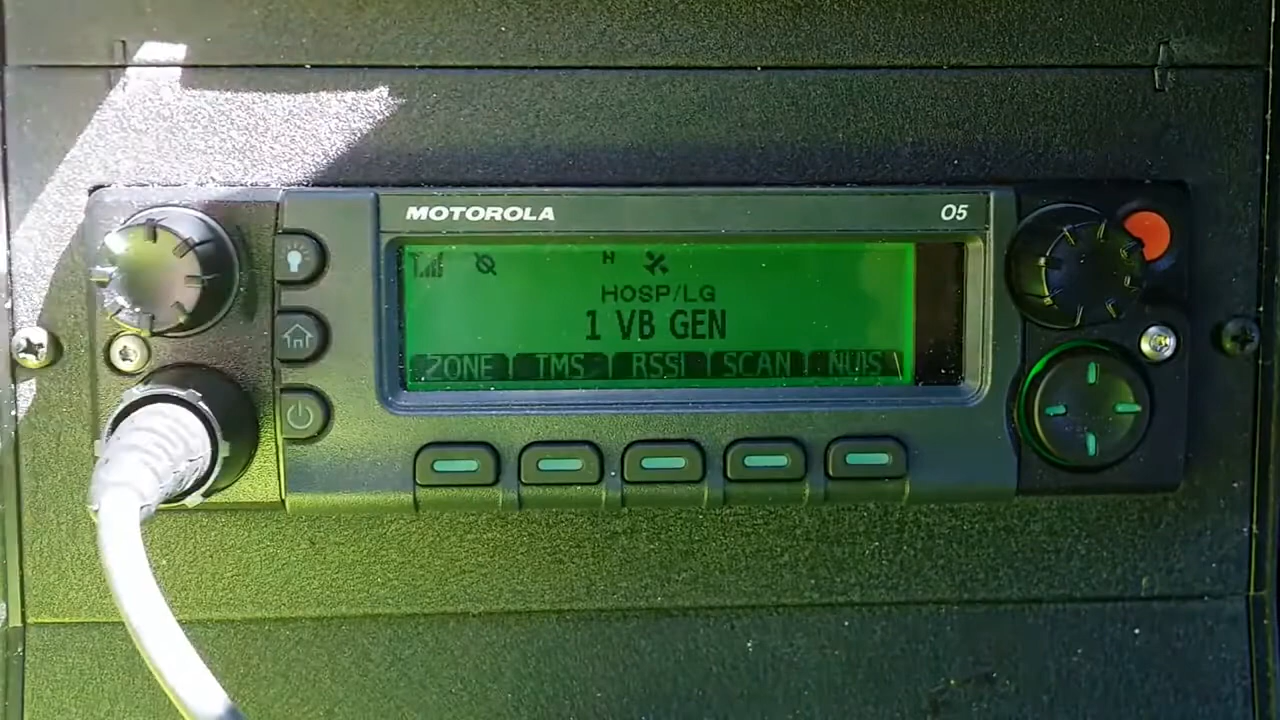 MOTOROLA O5
H
HOSP/LG
1 VB GEN
ZONE TMS RSSI SCAN NUIS